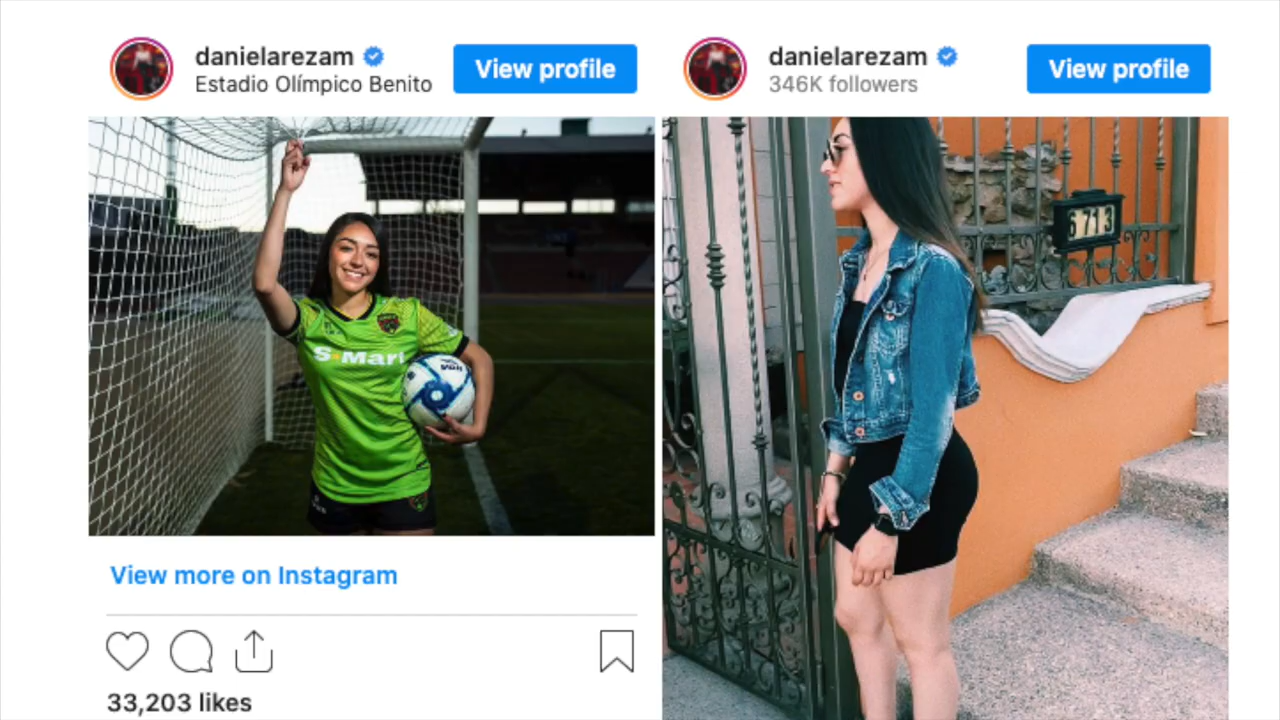 danielarezam
Estadio Olímpico Benito
View profile
danielarezam
346K followers
View profile
S-Mart
6713
View more on Instagram
33,203 likes